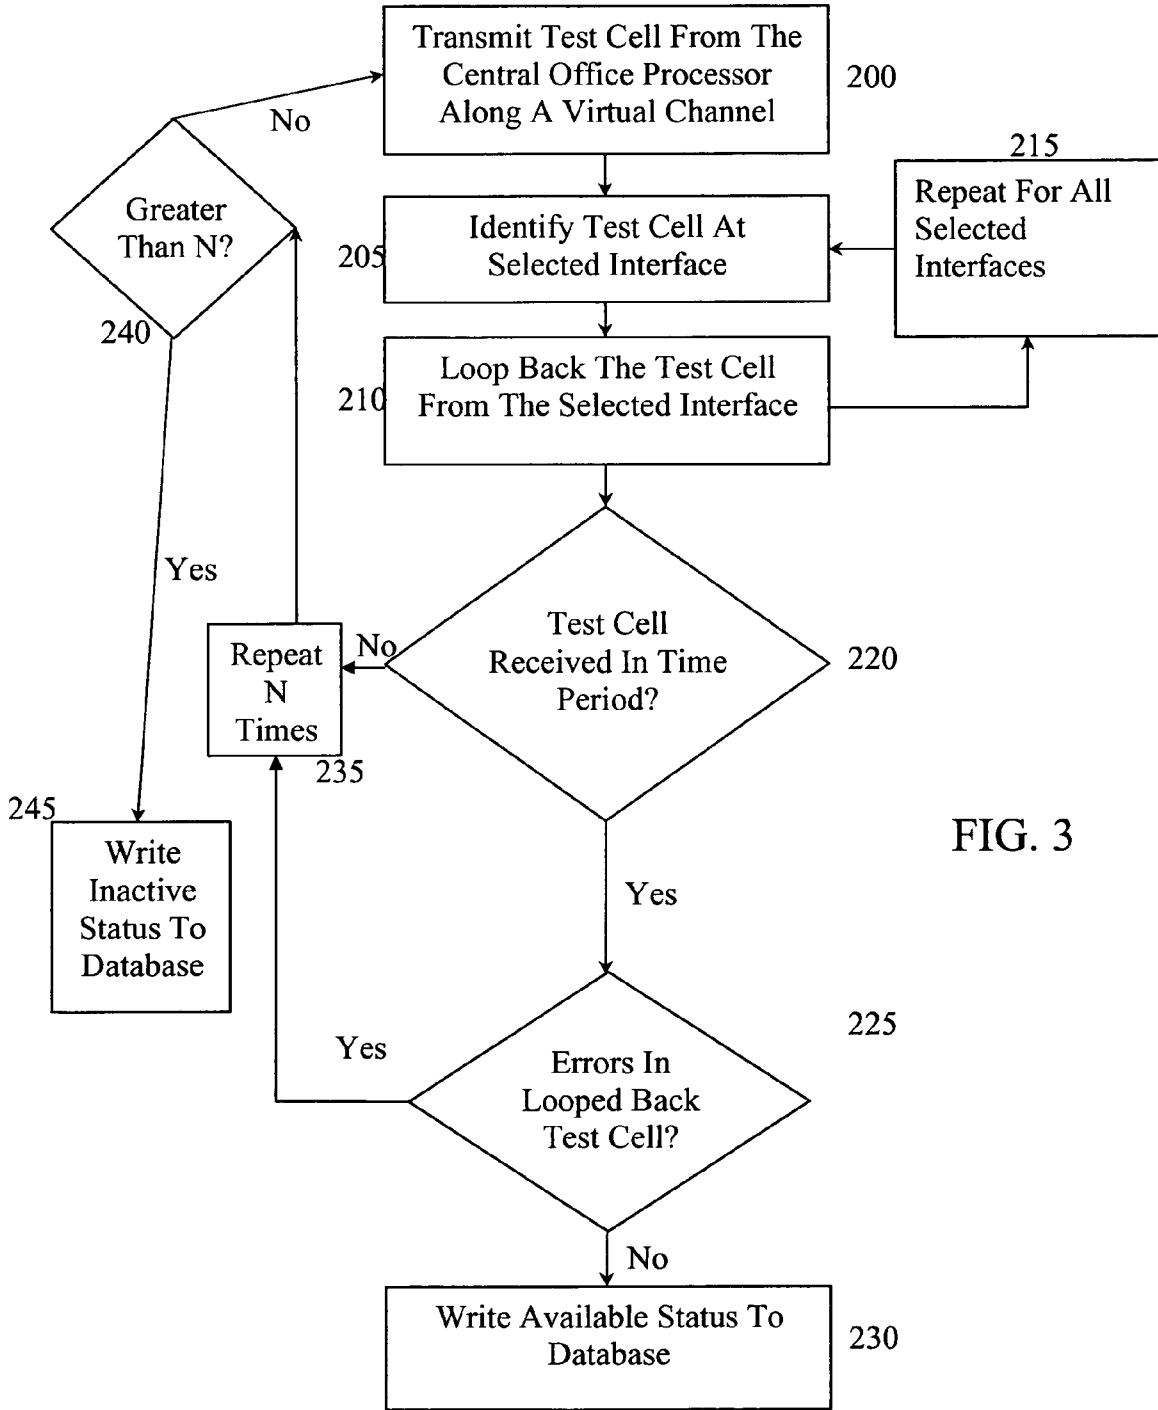 Transmit Test Cell From The
Central Office Processor
Along A Virtual Channel
200
No
215
Repeat For All
Selected
Interfaces
Greater
Than N?
240
Identify Test Cell At
Selected Interface
205
Loop Back The Test Cell
From The Selected Interface
210
Yes
Test Cell
Received In Time
Period?
220
No
Repeat
N
Times
235
245
Write
Inactive
Status To
Database
FIG. 3
Yes
225
Yes
Errors In
Looped Back
Test Cell?
No
Write Available Status To
Database
230